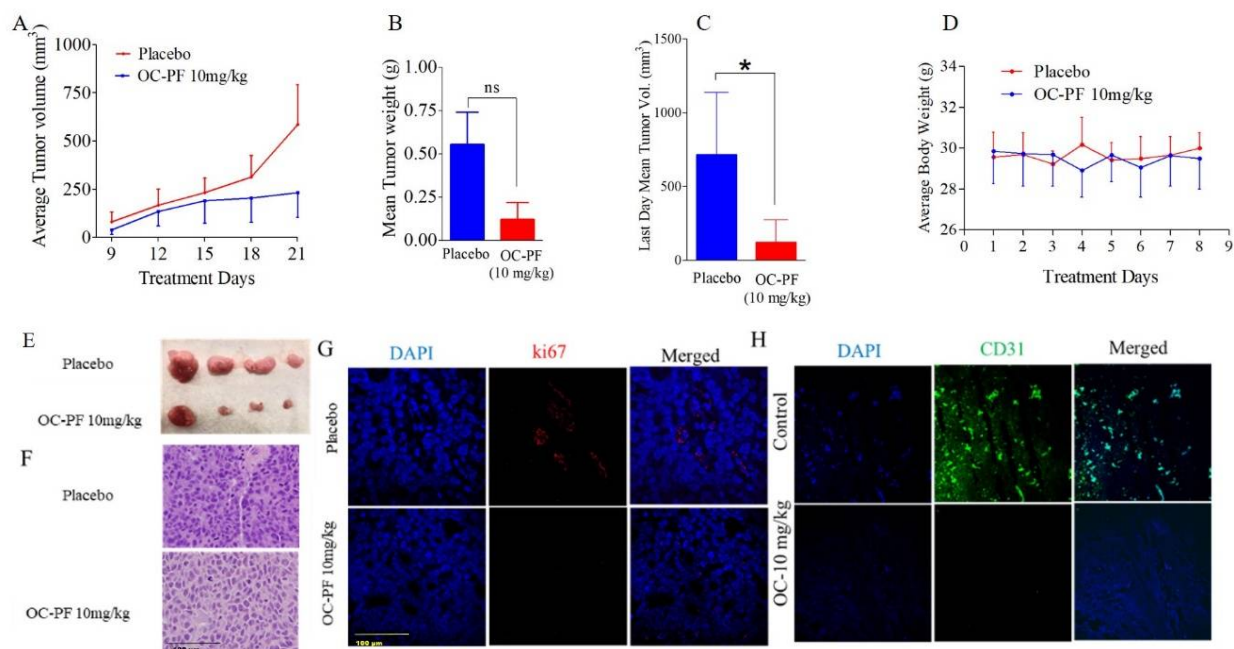 A
Average Tumor volume (mm³)
1000
750
500
250
0
9 12 15 18 21
Treatment Days
Placebo
OC-PF 10mg/kg
B
Mean Tumor weight (g)
1.00
0.75
0.50
0.25
0.00
ns
Placebo OC-PF
(10 mg/kg)
C
Last Day Mean Tumor Vol. (mm³)
1500
1000
500
0
*
Placebo OC-PF
(10 mg/kg)
D
Average Body Weight (g)
34
32
30
28
26
0 1 2 3 4 5 6 7 8 9
Treatment Days
Placebo
OC-PF 10mg/kg
E
Placebo
OC-PF 10mg/kg
F
Placebo
OC-PF 10mg/kg
G
DAPI ki67 Merged
Placebo
OC-PF 10mg/kg
100 µm
H
DAPI CD31 Merged
Control
OC-10 mg/kg